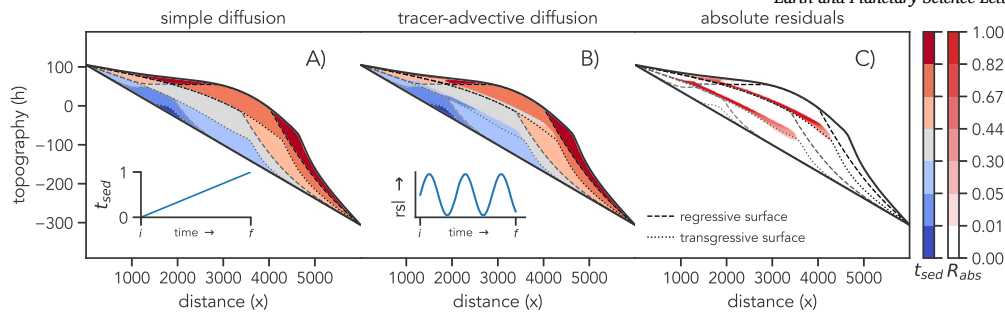 Earth and Planetary Science Lett
simple diffusion
tracer-advective diffusion
absolute residuals
A)
B)
C)
topography (h)
100
0
−100
−200
−300
t_sed
1
0
i
time →
f
rsl →
i
time →
f
regressive surface
transgressive surface
1.00
0.82
0.67
0.44
0.30
0.05
0.01
0.00
t_sed
R_abs
1000 2000 3000 4000 5000
1000 2000 3000 4000 5000
1000 2000 3000 4000 5000
distance (x)
distance (x)
distance (x)